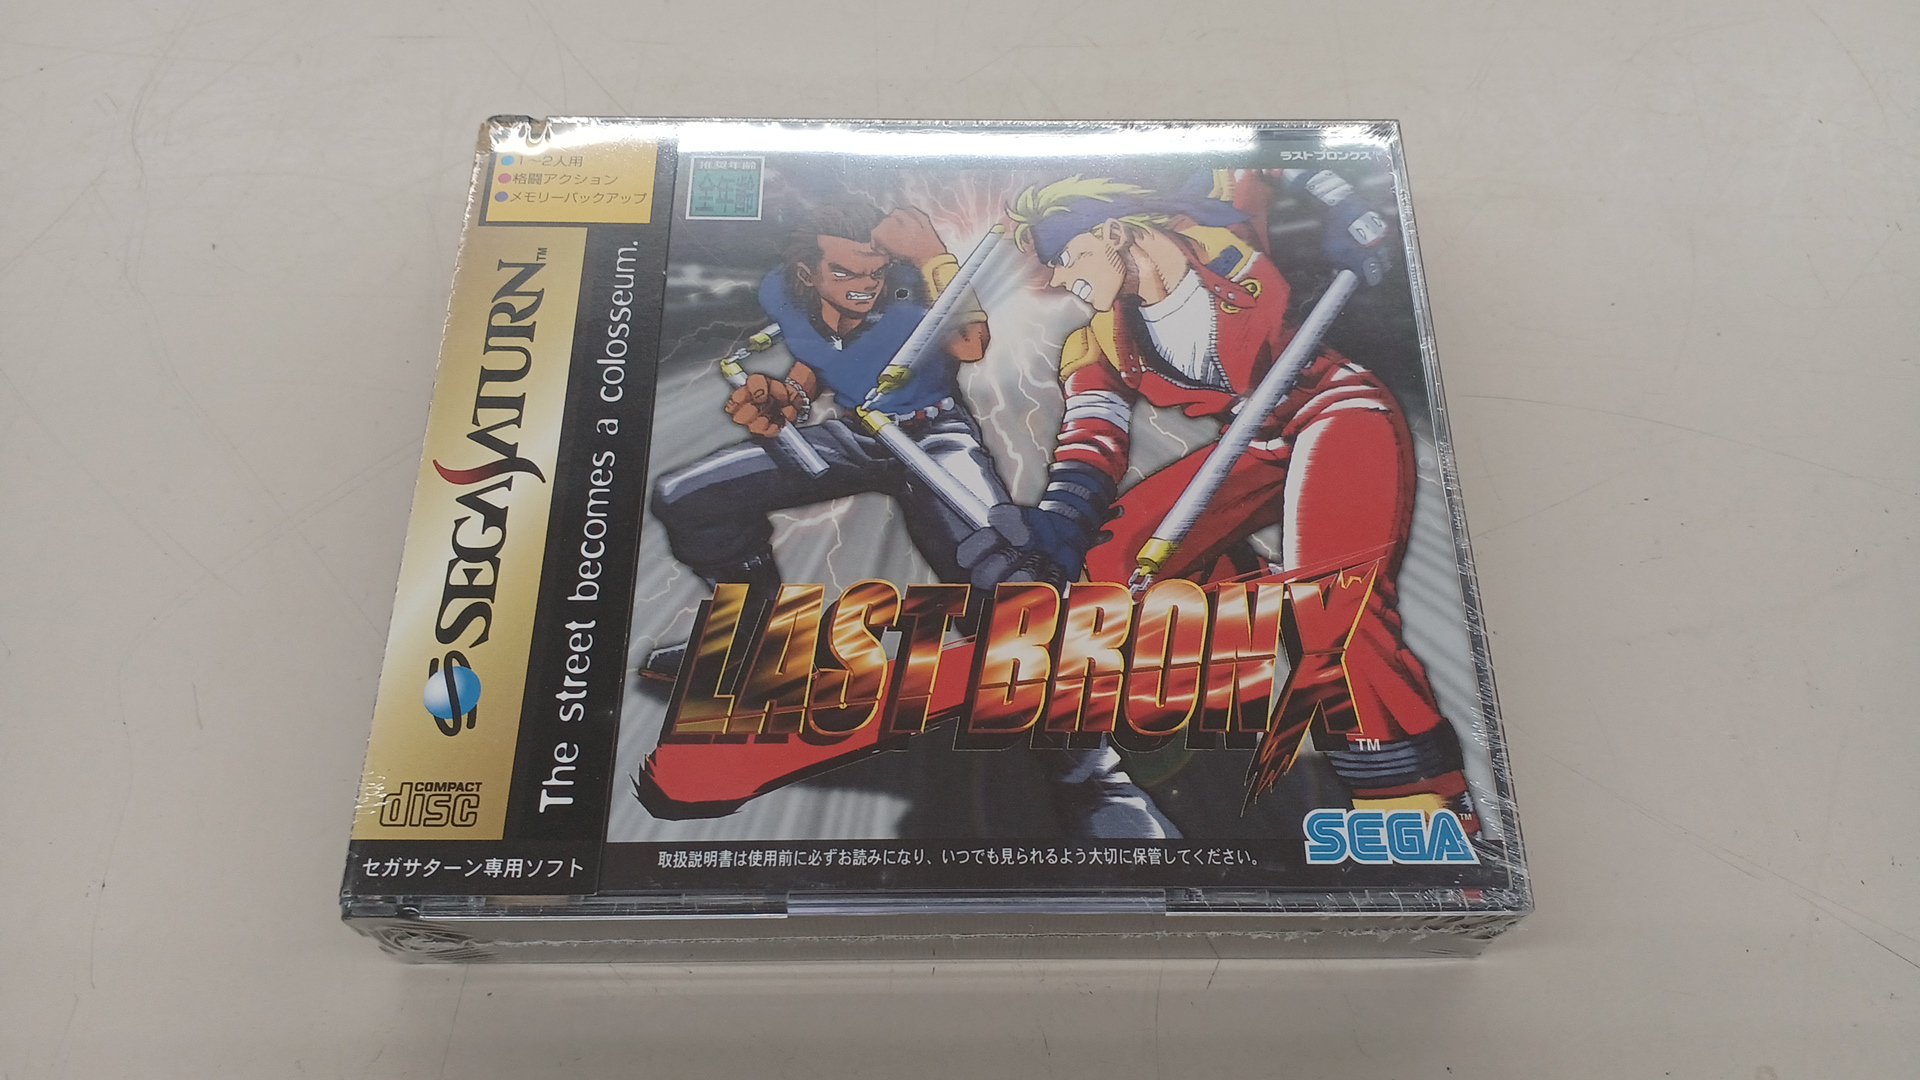 1~2人用
格闘アクション
メモリーバックアップ
推奨年齢
全年齢
ラストブロンクス
SEGA SATURN™
The street becomes a colosseum.
LAST BRONX™
COMPACT
disc
SEGA™
セガサターン専用ソフト
取扱説明書は使用前に必ずお読みになり、いつでも見られるよう大切に保管してください。